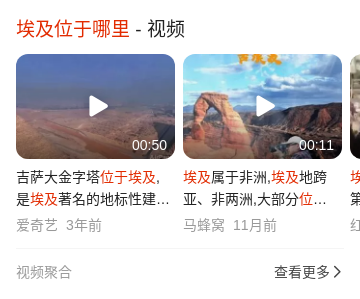 埃及位于哪里 - 视频
00:50
00:11
吉萨大金字塔位于埃及,
是埃及著名的地标性建...
爱奇艺 3年前
埃及属于非洲,埃及地跨
亚、非两洲,大部分位...
马蜂窝 11月前
第
视频聚合
查看更多